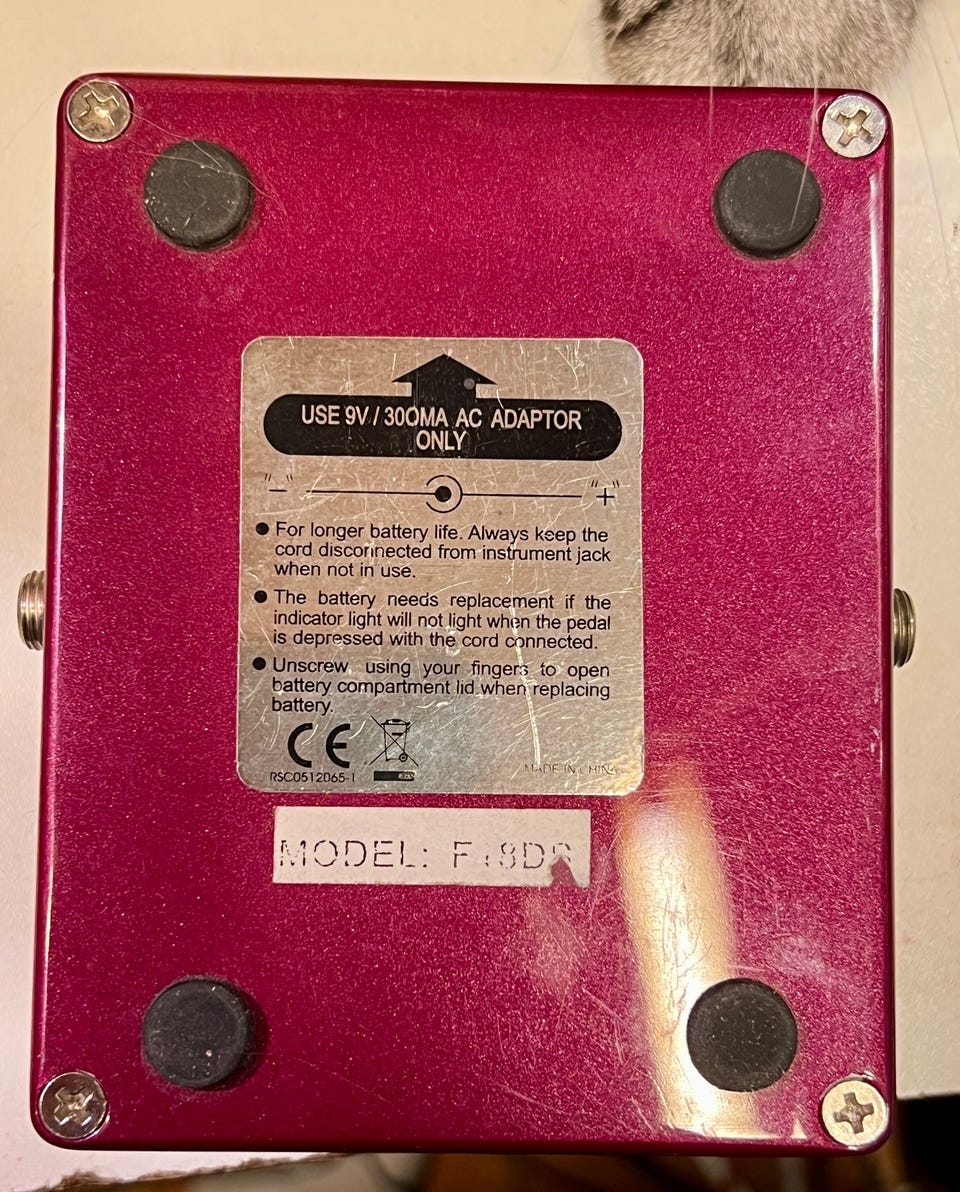 USE 9V / 300MA AC ADAPTOR
ONLY
"−" "+"
● For longer battery life. Always keep the
cord disconnected from instrument jack
when not in use.
● The battery needs replacement if the
indicator light will not light when the pedal
is depressed with the cord connected.
● Unscrew using your fingers to open
battery compartment lid when replacing
battery.
CE
RSC0512065-1
MADE IN CHINA
MODEL: